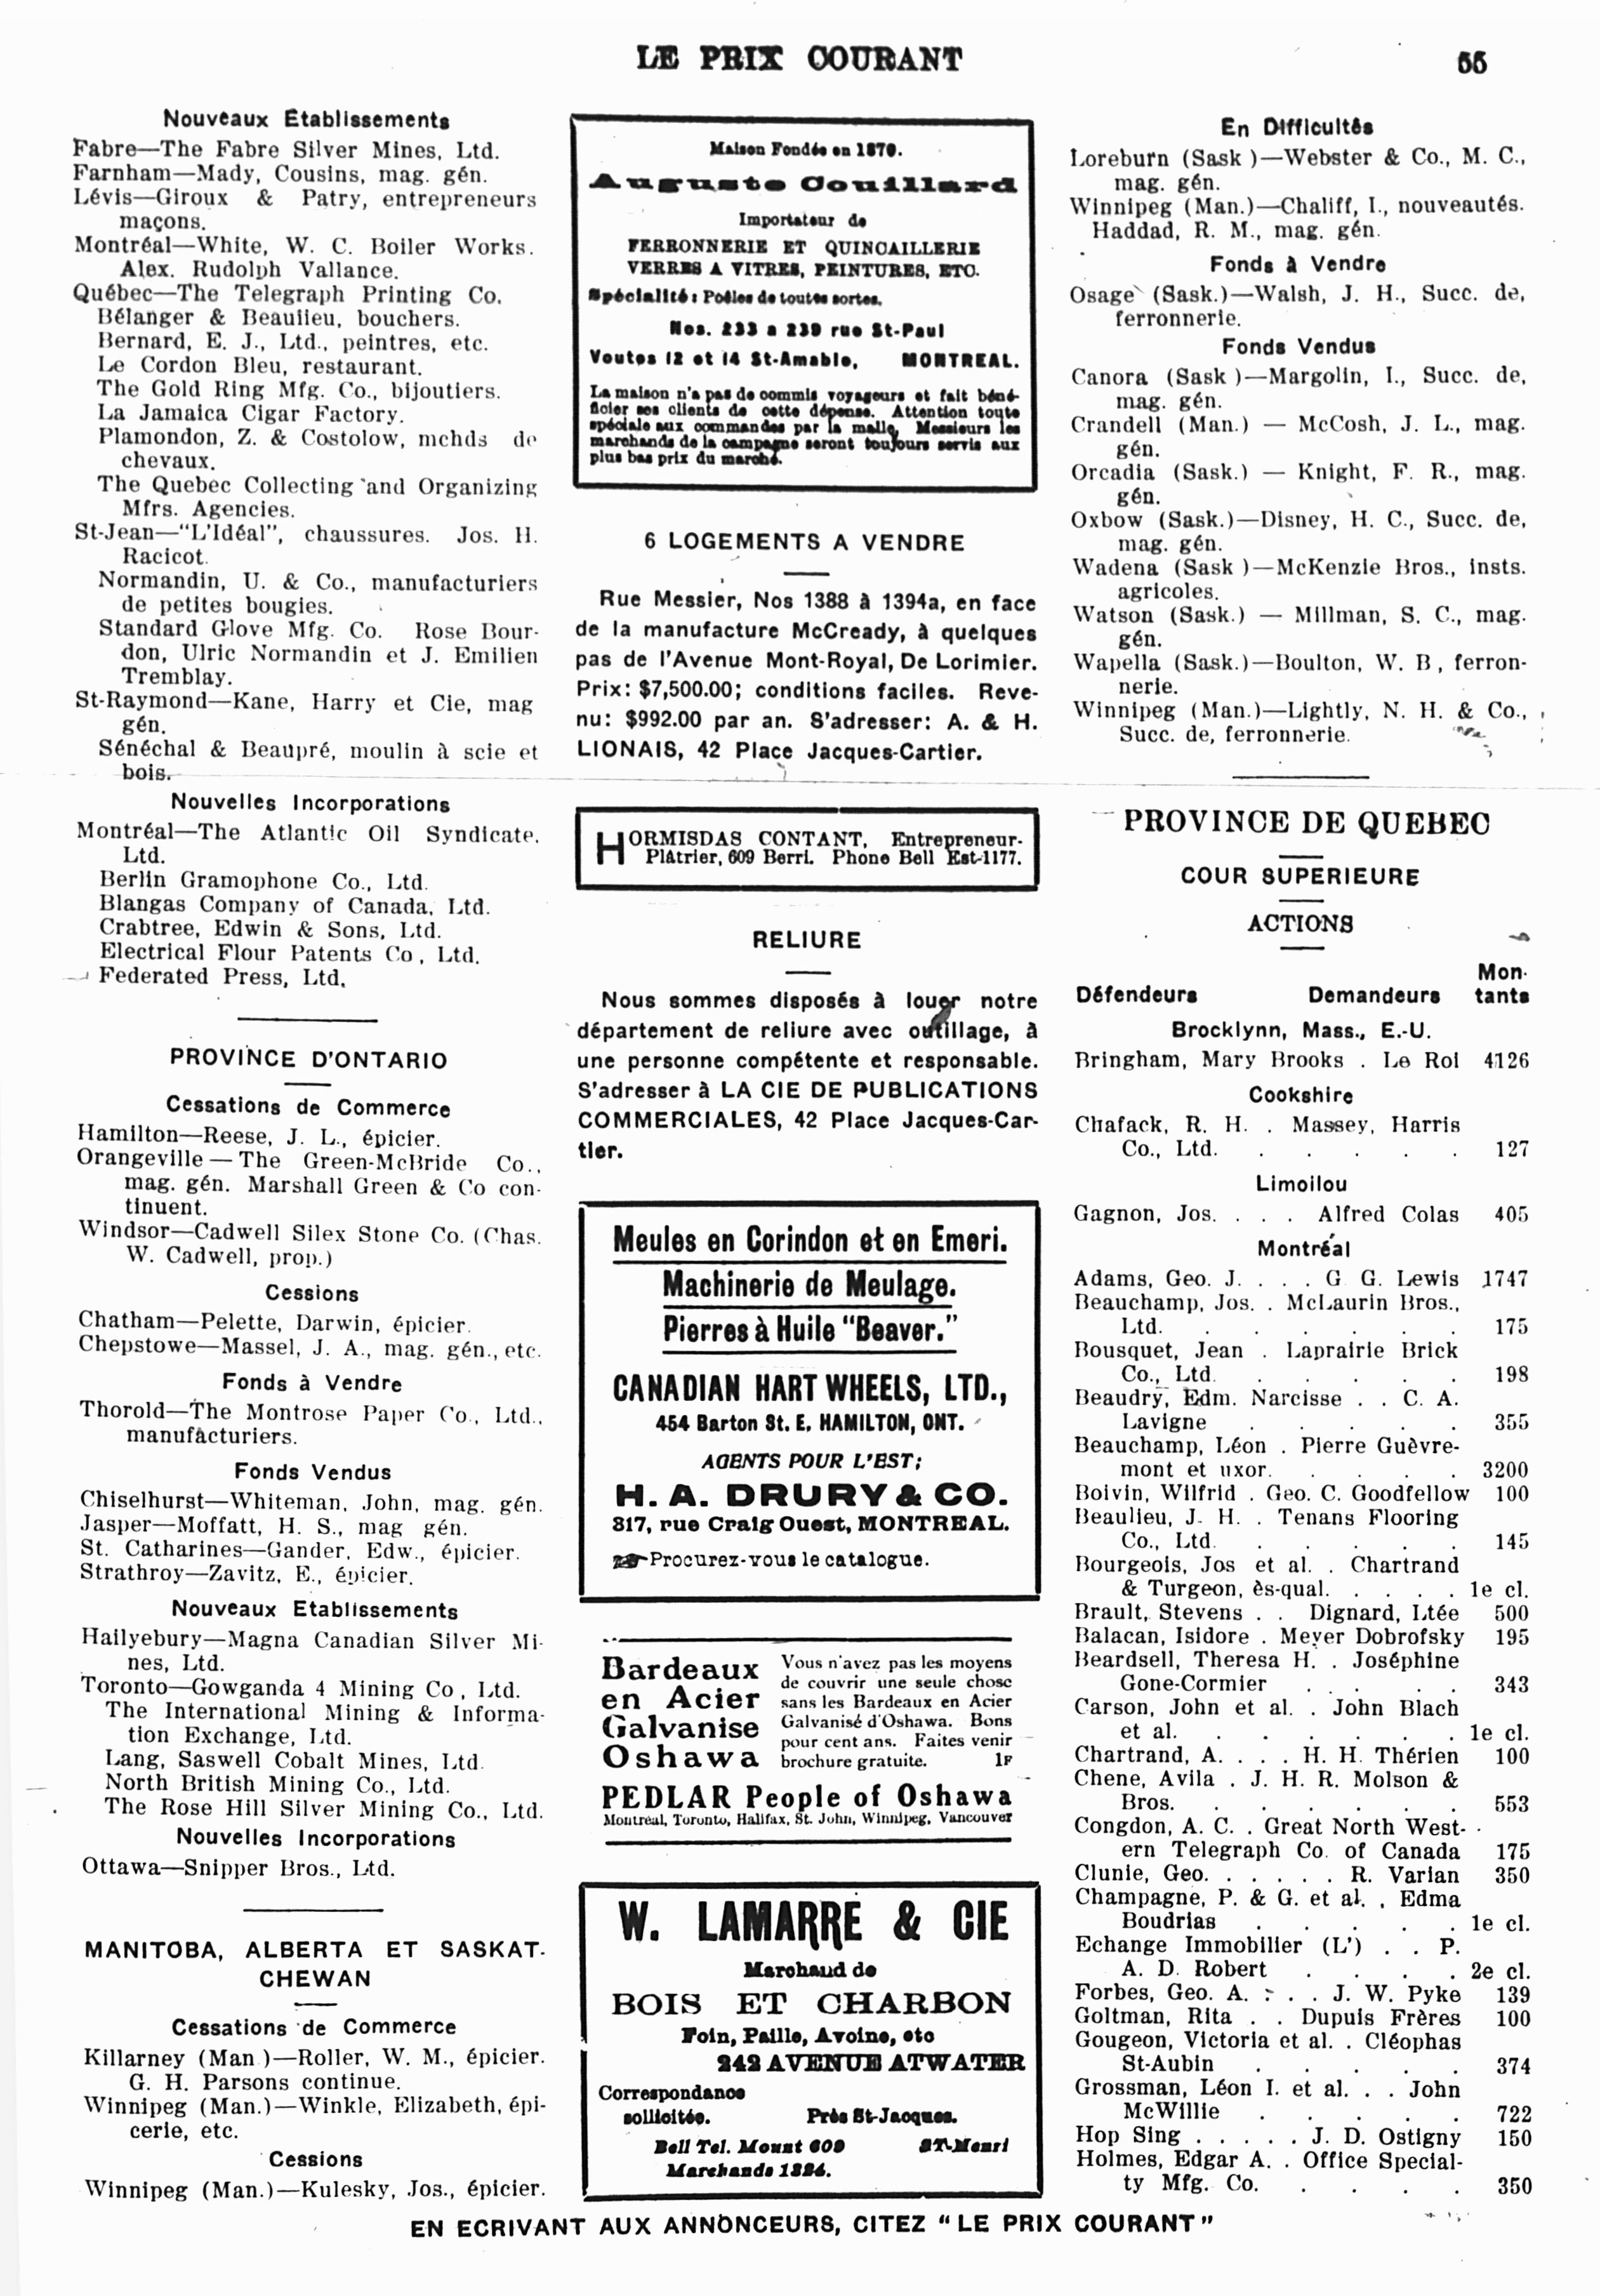 LE PRIX COURANT
55
Nouveaux Etablissements
Fabre—The Fabre Silver Mines, Ltd.
Farnham—Mady, Cousins, mag. gén.
Lévis—Giroux & Patry, entrepreneurs
maçons.
Montréal—White, W. C. Boiler Works.
Alex. Rudolph Vallance.
Québec—The Telegraph Printing Co.
Bélanger & Beaulieu, bouchers.
Bernard, E. J., Ltd., peintres, etc.
Le Cordon Bleu, restaurant.
The Gold Ring Mfg. Co., bijoutiers.
La Jamaica Cigar Factory.
Plamondon, Z. & Costolow, mchds de
chevaux.
The Quebec Collecting and Organizing
Mfrs. Agencies.
St-Jean—"L'Idéal", chaussures. Jos. H.
Racicot.
Normandin, U. & Co., manufacturiers
de petites bougies.
Standard Glove Mfg. Co. Rose Bour-
don, Ulric Normandin et J. Emilien
Tremblay.
St-Raymond—Kane, Harry et Cie, mag
gén.
Sénéchal & Beaupré, moulin à scie et
bois.
Nouvelles Incorporations
Montréal—The Atlantic Oil Syndicate,
Ltd.
Berlin Gramophone Co., Ltd.
Blangas Company of Canada, Ltd.
Crabtree, Edwin & Sons, Ltd.
Electrical Flour Patents Co, Ltd.
Federated Press, Ltd.
PROVINCE D'ONTARIO
Cessations de Commerce
Hamilton—Reese, J. L., épicier.
Orangeville—The Green-McBride Co.,
mag. gén. Marshall Green & Co con-
tinuent.
Windsor—Cadwell Silex Stone Co. (Chas.
W. Cadwell, prop.)
Cessions
Chatham—Pelette, Darwin, épicier.
Chepstowe—Massel, J. A., mag. gén., etc.
Fonds à Vendre
Thorold—The Montrose Paper Co., Ltd.,
manufacturiers.
Fonds Vendus
Chiselhurst—Whiteman, John, mag. gén.
Jasper—Moffatt, H. S., mag gén.
St. Catharines—Gander, Edw., épicier.
Strathroy—Zavitz, E., épicier.
Nouveaux Etablissements
Hailyebury—Magna Canadian Silver Mi-
nes, Ltd.
Toronto—Gowganda 4 Mining Co, Ltd.
The International Mining & Informa-
tion Exchange, Ltd.
Lang, Saswell Cobalt Mines, Ltd.
North British Mining Co., Ltd.
The Rose Hill Silver Mining Co., Ltd.
Nouvelles Incorporations
Ottawa—Snipper Bros., Ltd.
MANITOBA, ALBERTA ET SASKAT-
CHEWAN
Cessations de Commerce
Killarney (Man )—Roller, W. M., épicier.
G. H. Parsons continue.
Winnipeg (Man.)—Winkle, Elizabeth, épi-
cerie, etc.
Cessions
Winnipeg (Man.)—Kulesky, Jos., épicier.
Maison Fondée en 1870.
Auguste Couillard
Importateur de
FERRONNERIE ET QUINCAILLERIE
VERRES A VITRES, PEINTURES, ETC.
Spécialité: Poêles de toutes sortes.
Nos. 233 a 239 rue St-Paul
Voutes 12 et 14 St-Amable, MONTREAL.
La maison n'a pas de commis voyageurs et fait béné-
ficier ses clients de cette dépense. Attention toute
spéciale aux commandes par la malle. Messieurs les
marchands de la campagne seront toujours servis aux
plus bas prix du marché.
6 LOGEMENTS A VENDRE
Rue Messier, Nos 1388 à 1394a, en face
de la manufacture McCready, à quelques
pas de l'Avenue Mont-Royal, De Lorimier.
Prix: $7,500.00; conditions faciles. Reve-
nu: $992.00 par an. S'adresser: A. & H.
LIONAIS, 42 Place Jacques-Cartier.
HORMISDAS CONTANT, Entrepreneur-
Plâtrier, 609 Berri. Phone Bell Est-1177.
RELIURE
Nous sommes disposés à louer notre
département de reliure avec outillage, à
une personne compétente et responsable.
S'adresser à LA CIE DE PUBLICATIONS
COMMERCIALES, 42 Place Jacques-Car-
tier.
Meules en Corindon et en Emeri.
Machinerie de Meulage.
Pierres à Huile "Beaver."
CANADIAN HART WHEELS, LTD.,
454 Barton St. E, HAMILTON, ONT.
AGENTS POUR L'EST;
H. A. DRURY & CO.
317, rue Craig Ouest, MONTREAL.
Procurez-vous le catalogue.
Bardeaux
en Acier
Galvanise
Oshawa
Vous n'avez pas les moyens
de couvrir une seule chose
sans les Bardeaux en Acier
Galvanisé d'Oshawa. Bons
pour cent ans. Faites venir
brochure gratuite. 1F
PEDLAR People of Oshawa
Montréal, Toronto, Halifax, St. John, Winnipeg, Vancouver
W. LAMARRE & CIE
Marchand de
BOIS ET CHARBON
Foin, Paille, Avoine, etc
242 AVENUE ATWATER
Correspondance
sollicitée. Près St-Jacques.
Bell Tel. Mount 609 ST-Henri
Marchands 1224.
En Difficultés
Loreburn (Sask )—Webster & Co., M. C.,
mag. gén.
Winnipeg (Man.)—Chaliff, I., nouveautés.
Haddad, R. M., mag. gén.
Fonds à Vendre
Osage (Sask.)—Walsh, J. H., Succ. de,
ferronnerie.
Fonds Vendus
Canora (Sask )—Margolin, I., Succ. de,
mag. gén.
Crandell (Man.) — McCosh, J. L., mag.
gén.
Orcadia (Sask.) — Knight, F. R., mag.
gén.
Oxbow (Sask.)—Disney, H. C., Succ. de,
mag. gén.
Wadena (Sask )—McKenzie Bros., insts.
agricoles.
Watson (Sask.) — Millman, S. C., mag.
gén.
Wapella (Sask.)—Boulton, W. B, ferron-
nerie.
Winnipeg (Man.)—Lightly, N. H. & Co.,
Succ. de, ferronnerie.
PROVINCE DE QUEBEC
COUR SUPERIEURE
ACTIONS
Mon-
Défendeurs Demandeurs tants
Brocklynn, Mass., E.-U.
Bringham, Mary Brooks . Le Roi 4126
Cookshire
Chafack, R. H. . Massey, Harris
Co., Ltd. . . . . . 127
Limoilou
Gagnon, Jos. . . . Alfred Colas 405
Montréal
Adams, Geo. J. . . . G. G. Lewis 1747
Beauchamp, Jos. . McLaurin Bros.,
Ltd. . . . . . . 175
Bousquet, Jean . Laprairie Brick
Co., Ltd. . . . . . 198
Beaudry, Edm. Narcisse . . C. A.
Lavigne . . . . . 355
Beauchamp, Léon . Pierre Guèvre-
mont et uxor. . . . . 3200
Boivin, Wilfrid . Geo. C. Goodfellow 100
Beaulieu, J. H. . Tenans Flooring
Co., Ltd. . . . . . 145
Bourgeois, Jos et al. . Chartrand
& Turgeon, ès-qual. . . . . 1e cl.
Brault, Stevens . . Dignard, Ltée 500
Balacan, Isidore . Meyer Dobrofsky 195
Beardsell, Theresa H. . Joséphine
Gone-Cormier . . . . . 343
Carson, John et al. . John Blach
et al. . . . . . . 1e cl.
Chartrand, A. . . . H. H. Thérien 100
Chene, Avila . J. H. R. Molson &
Bros. . . . . . . 553
Congdon, A. C. . Great North West-
ern Telegraph Co. of Canada 175
Clunie, Geo. . . . . . R. Varian 350
Champagne, P. & G. et al. . Edma
Boudrias . . . . . 1e cl.
Echange Immobilier (L') . . P.
A. D. Robert . . . . 2e cl.
Forbes, Geo. A. . . . J. W. Pyke 139
Goltman, Rita . . Dupuis Frères 100
Gougeon, Victoria et al. . Cléophas
St-Aubin . . . . . 374
Grossman, Léon I. et al. . . John
McWillie . . . . . 722
Hop Sing . . . . . J. D. Ostigny 150
Holmes, Edgar A. . Office Special-
ty Mfg. Co. . . . . 350
EN ECRIVANT AUX ANNONCEURS, CITEZ "LE PRIX COURANT"